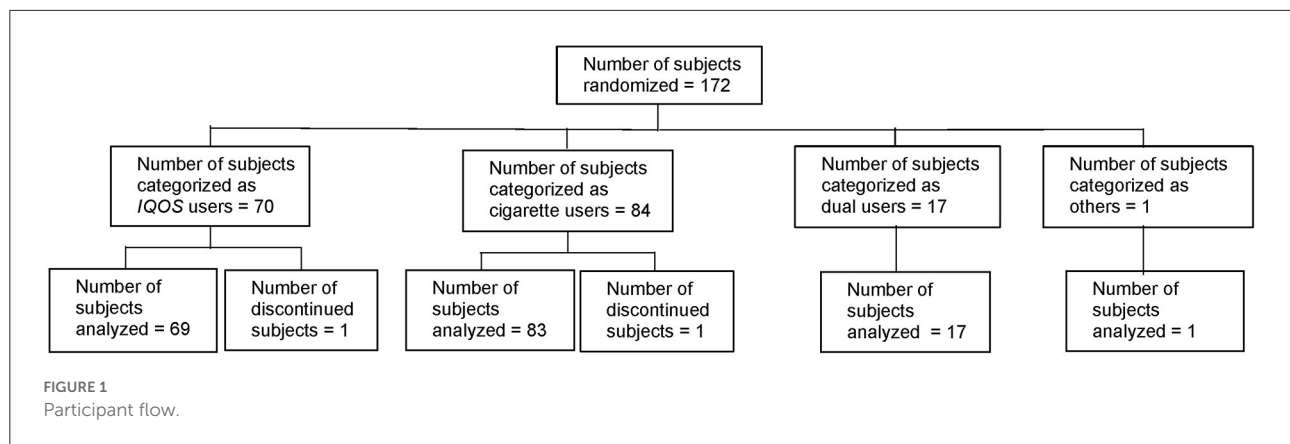 Number of subjects
randomized = 172
Number of subjects
categorized as
IQOS users = 70
Number of subjects
categorized as
cigarette users = 84
Number of subjects
categorized as
dual users = 17
Number of subjects
categorized as
others = 1
Number of
subjects
analyzed = 69
Number of
discontinued
subjects = 1
Number of
subjects
analyzed = 83
Number of
discontinued
subjects = 1
Number of
subjects
analyzed = 17
Number of
subjects
analyzed = 1
FIGURE 1
Participant flow.